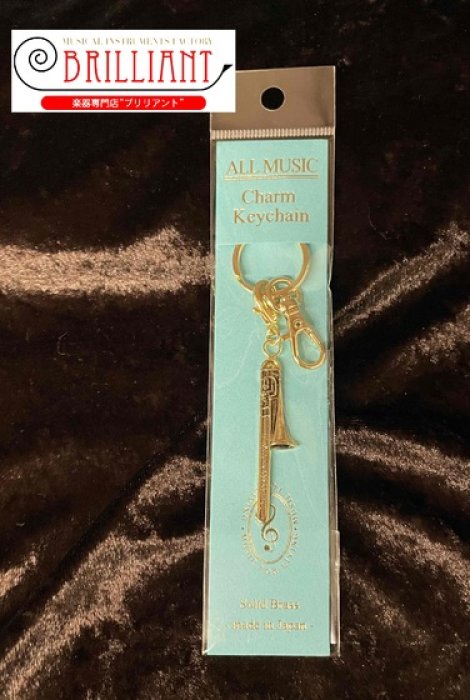 MUSICAL INSTRUMENTS FACTORY
BRILLIANT
楽器専門店"ブリリアント"
ALL MUSIC
Charm
Keychain
Solid Brass
- Made in Japan -